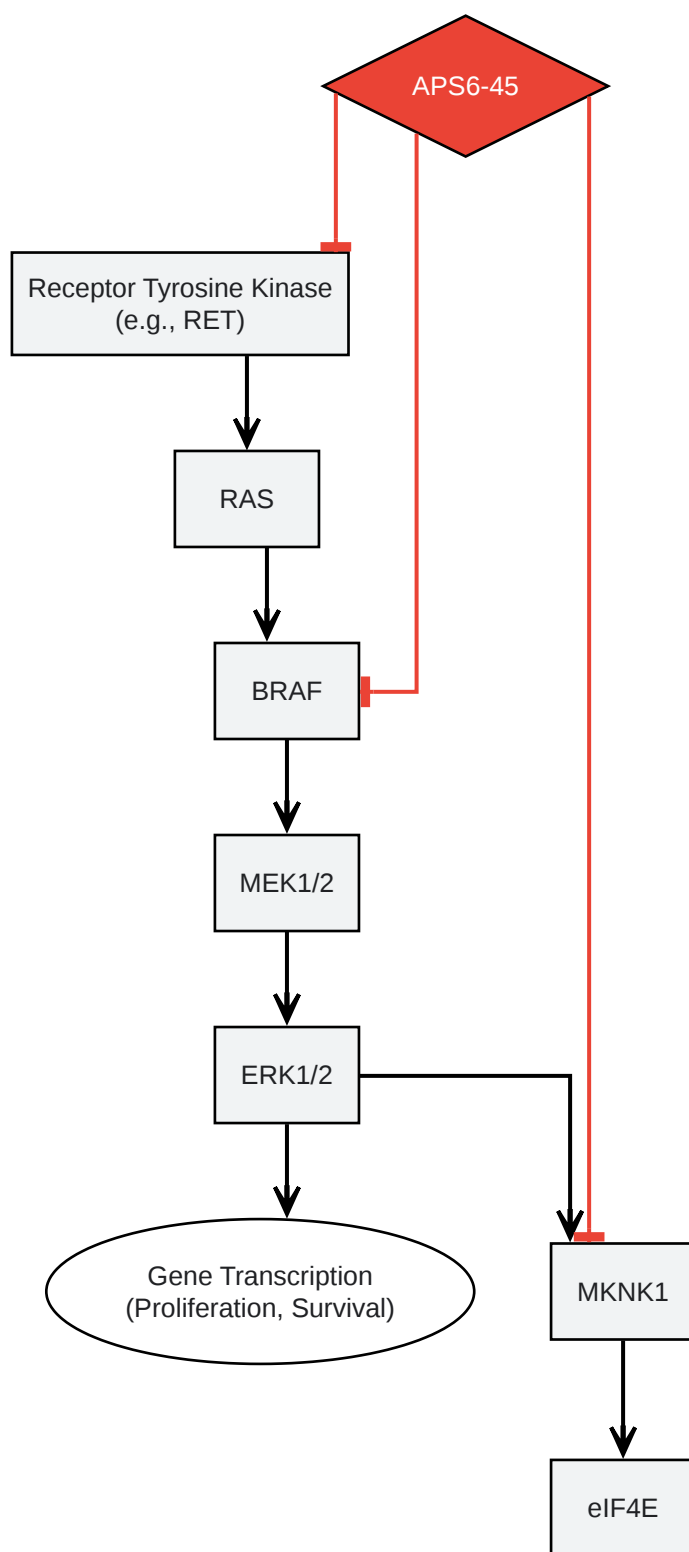 APS6-45
Receptor Tyrosine Kinase
(e.g., RET)
RAS
BRAF
MEK1/2
ERK1/2
Gene Transcription
(Proliferation, Survival)
MKNK1
eIF4E